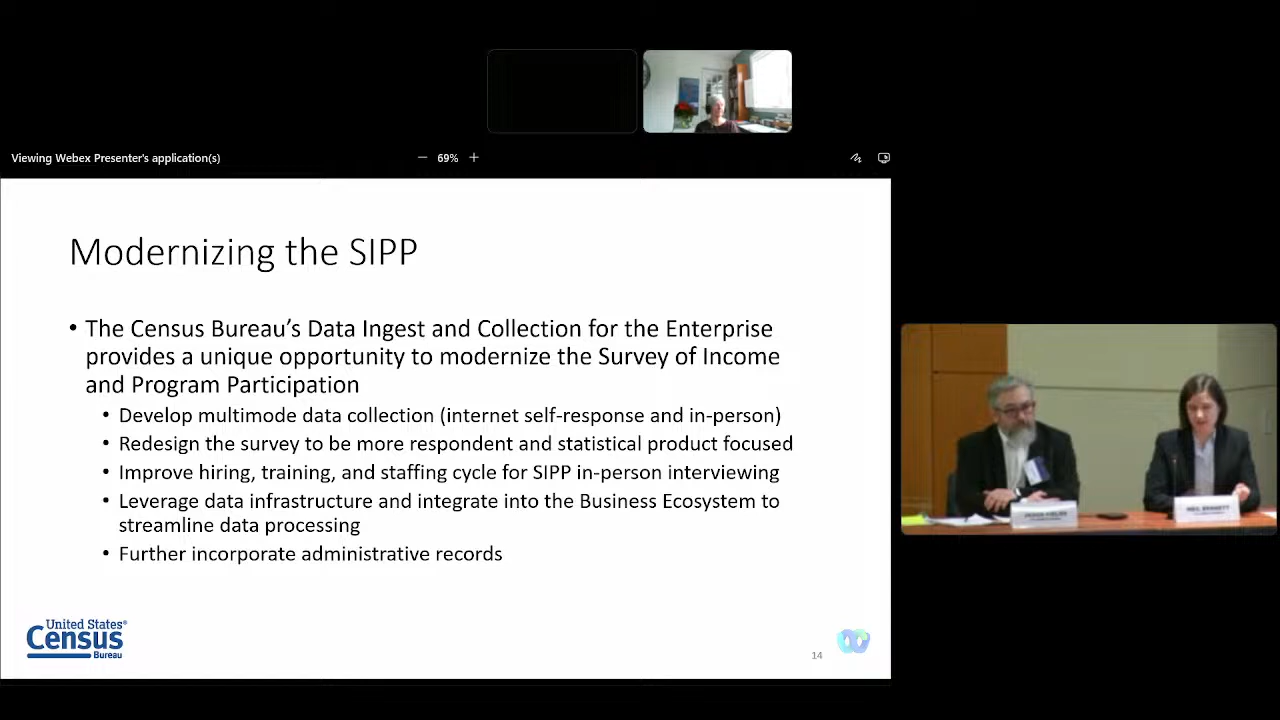 Viewing Webex Presenter's application(s)
69%
Modernizing the SIPP
• The Census Bureau's Data Ingest and Collection for the Enterprise
provides a unique opportunity to modernize the Survey of Income
and Program Participation
• Develop multimode data collection (internet self-response and in-person)
• Redesign the survey to be more respondent and statistical product focused
• Improve hiring, training, and staffing cycle for SIPP in-person interviewing
• Leverage data infrastructure and integrate into the Business Ecosystem to
streamline data processing
• Further incorporate administrative records
United States®
Census
Bureau
14